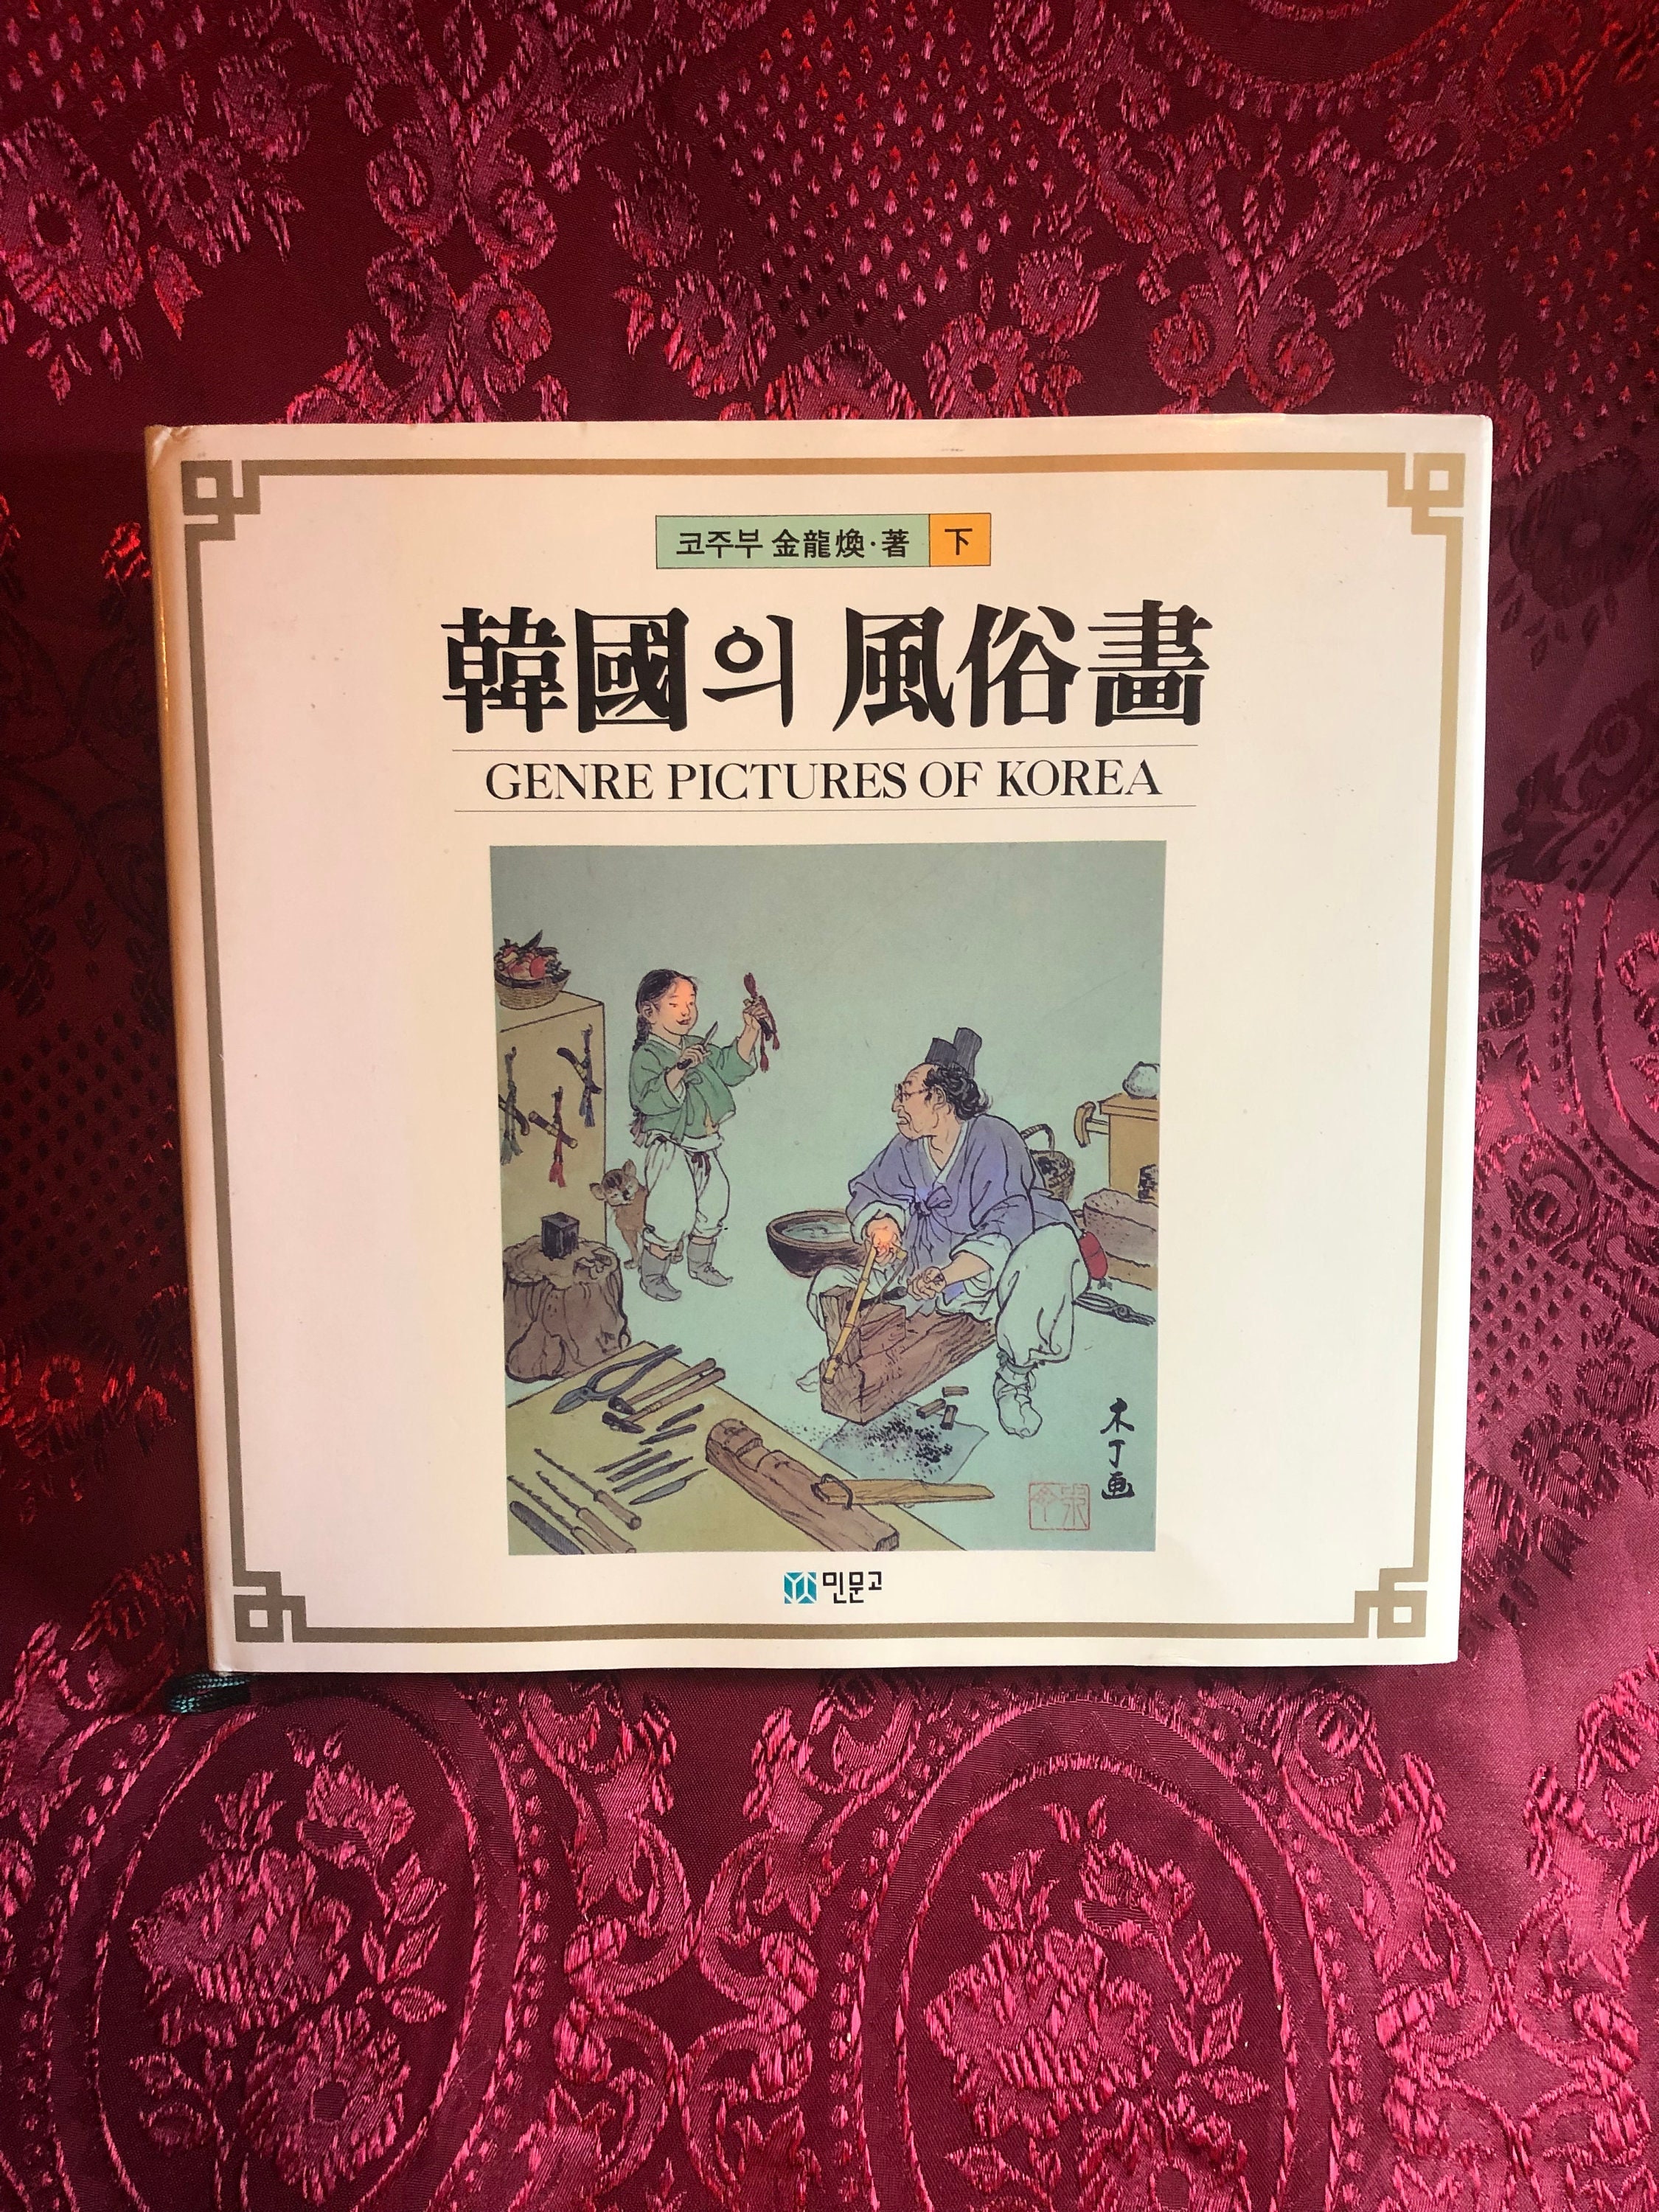 코주부 金龍煥·著 下
韓國의 風俗畵
GENRE PICTURES OF KOREA
木丁画
민문고